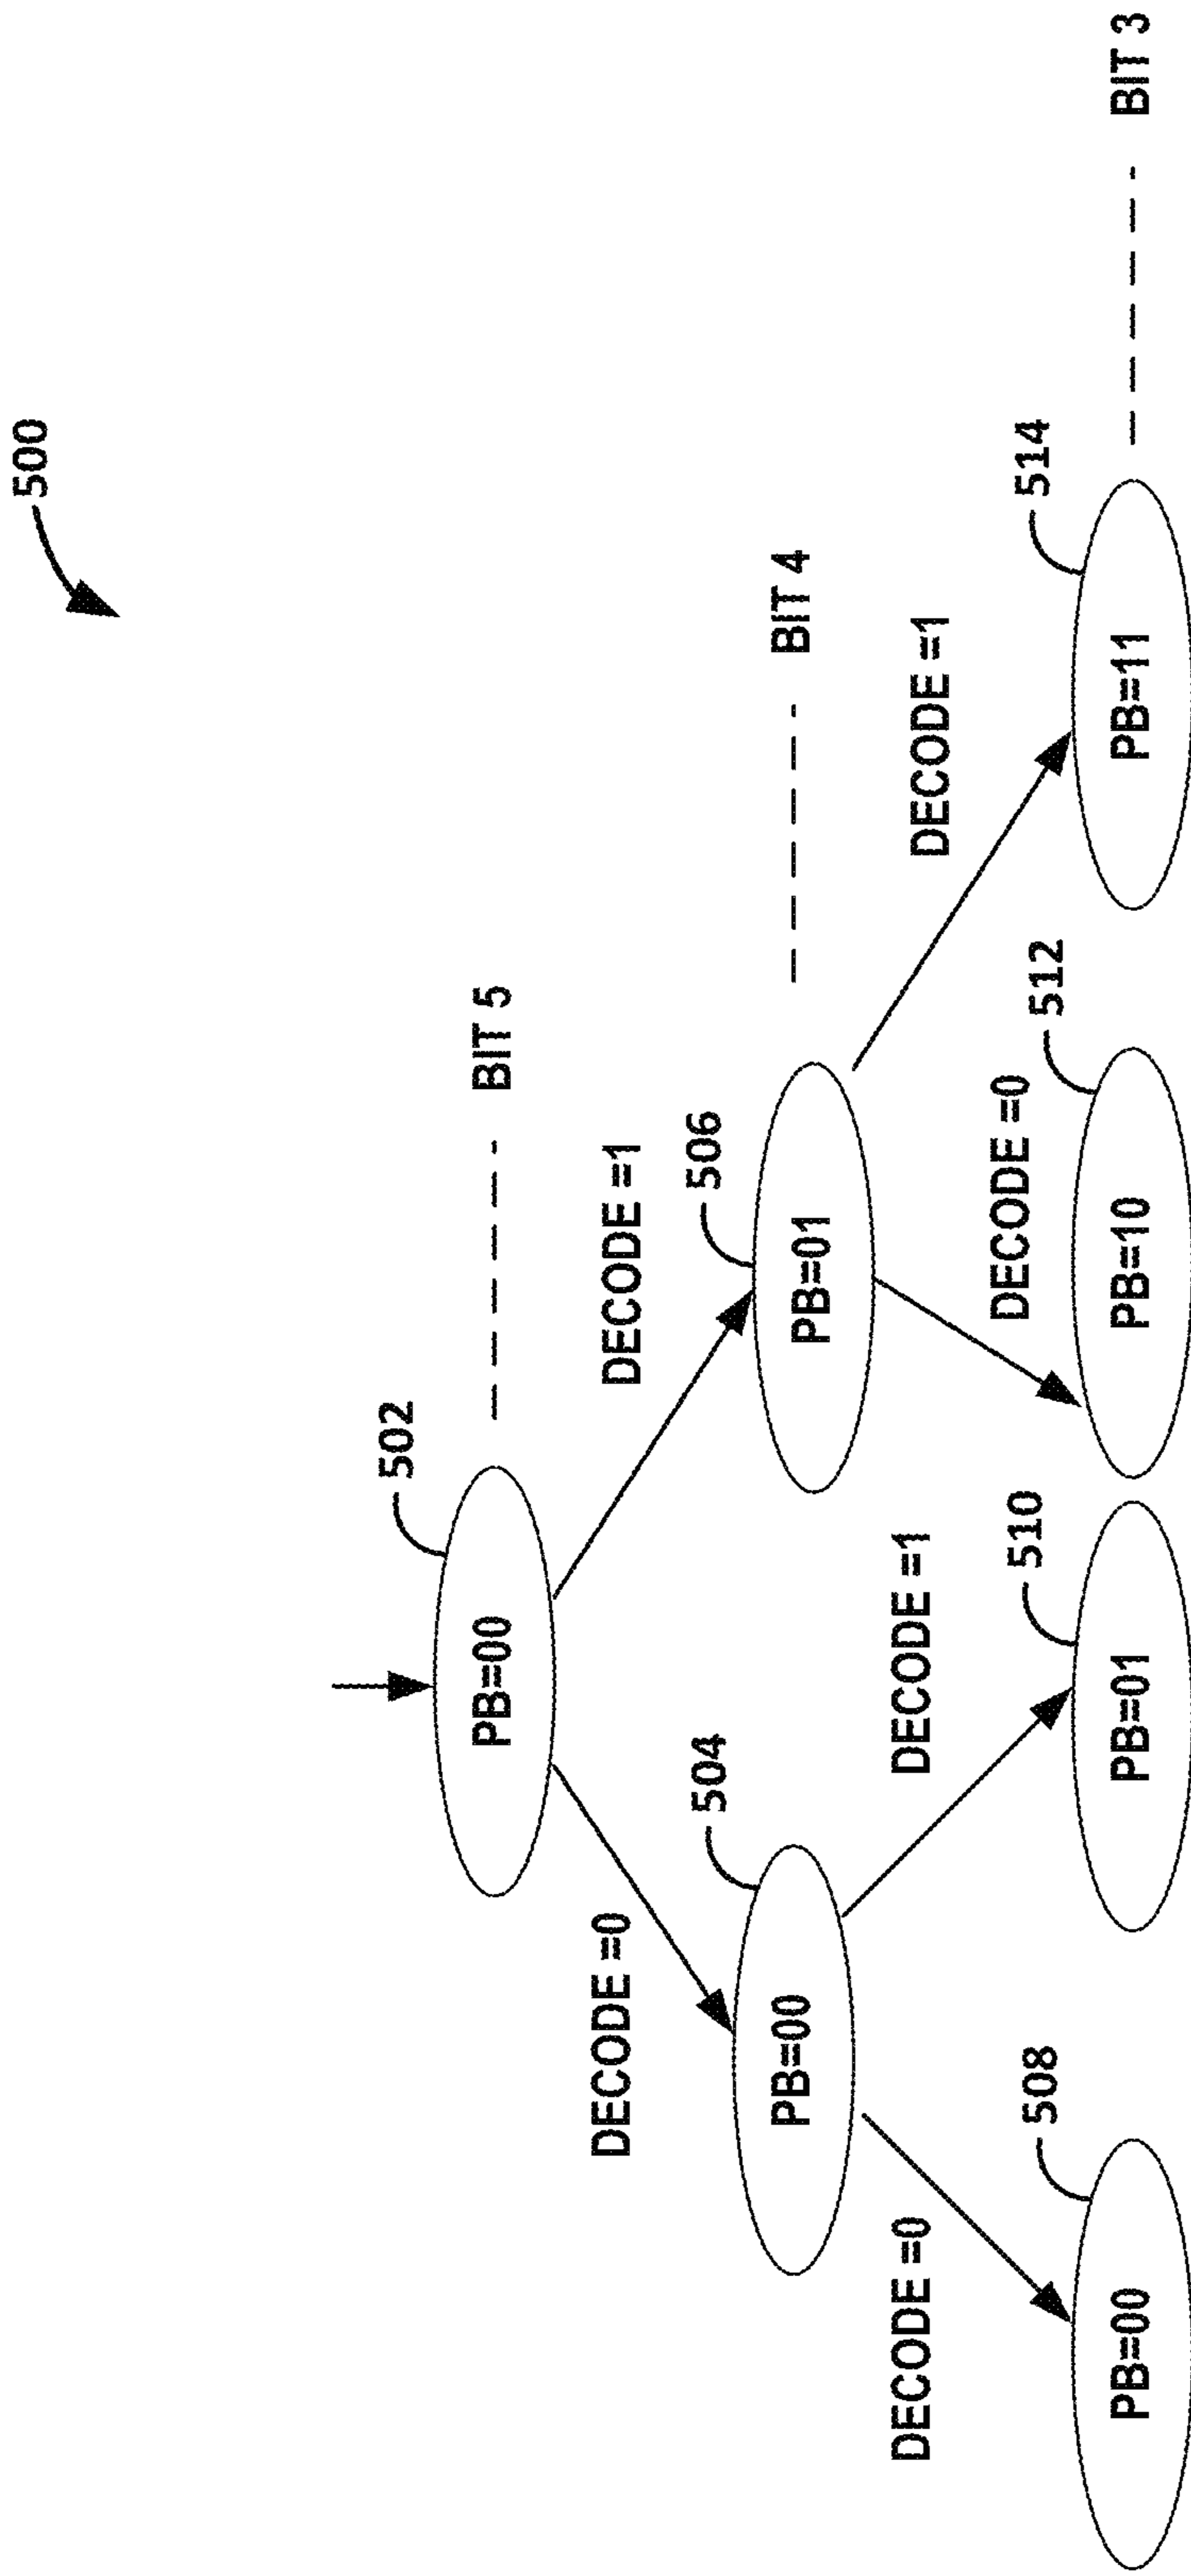 500
502
PB=00
BIT 5
DECODE =0
DECODE =1
504
506
PB=00
PB=01
BIT 4
DECODE =0
DECODE =1
DECODE =0
DECODE =1
508
510
512
514
PB=00
PB=01
PB=10
PB=11
BIT 3